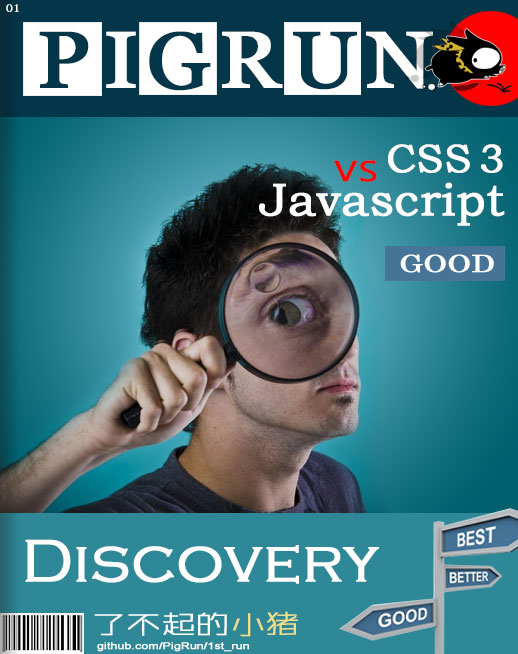 01
PIGRUN
vs CSS 3
Javascript
GOOD
DISCOVERY
BEST
BETTER
GOOD
了不起的小猪
github.com/PigRun/1st_run